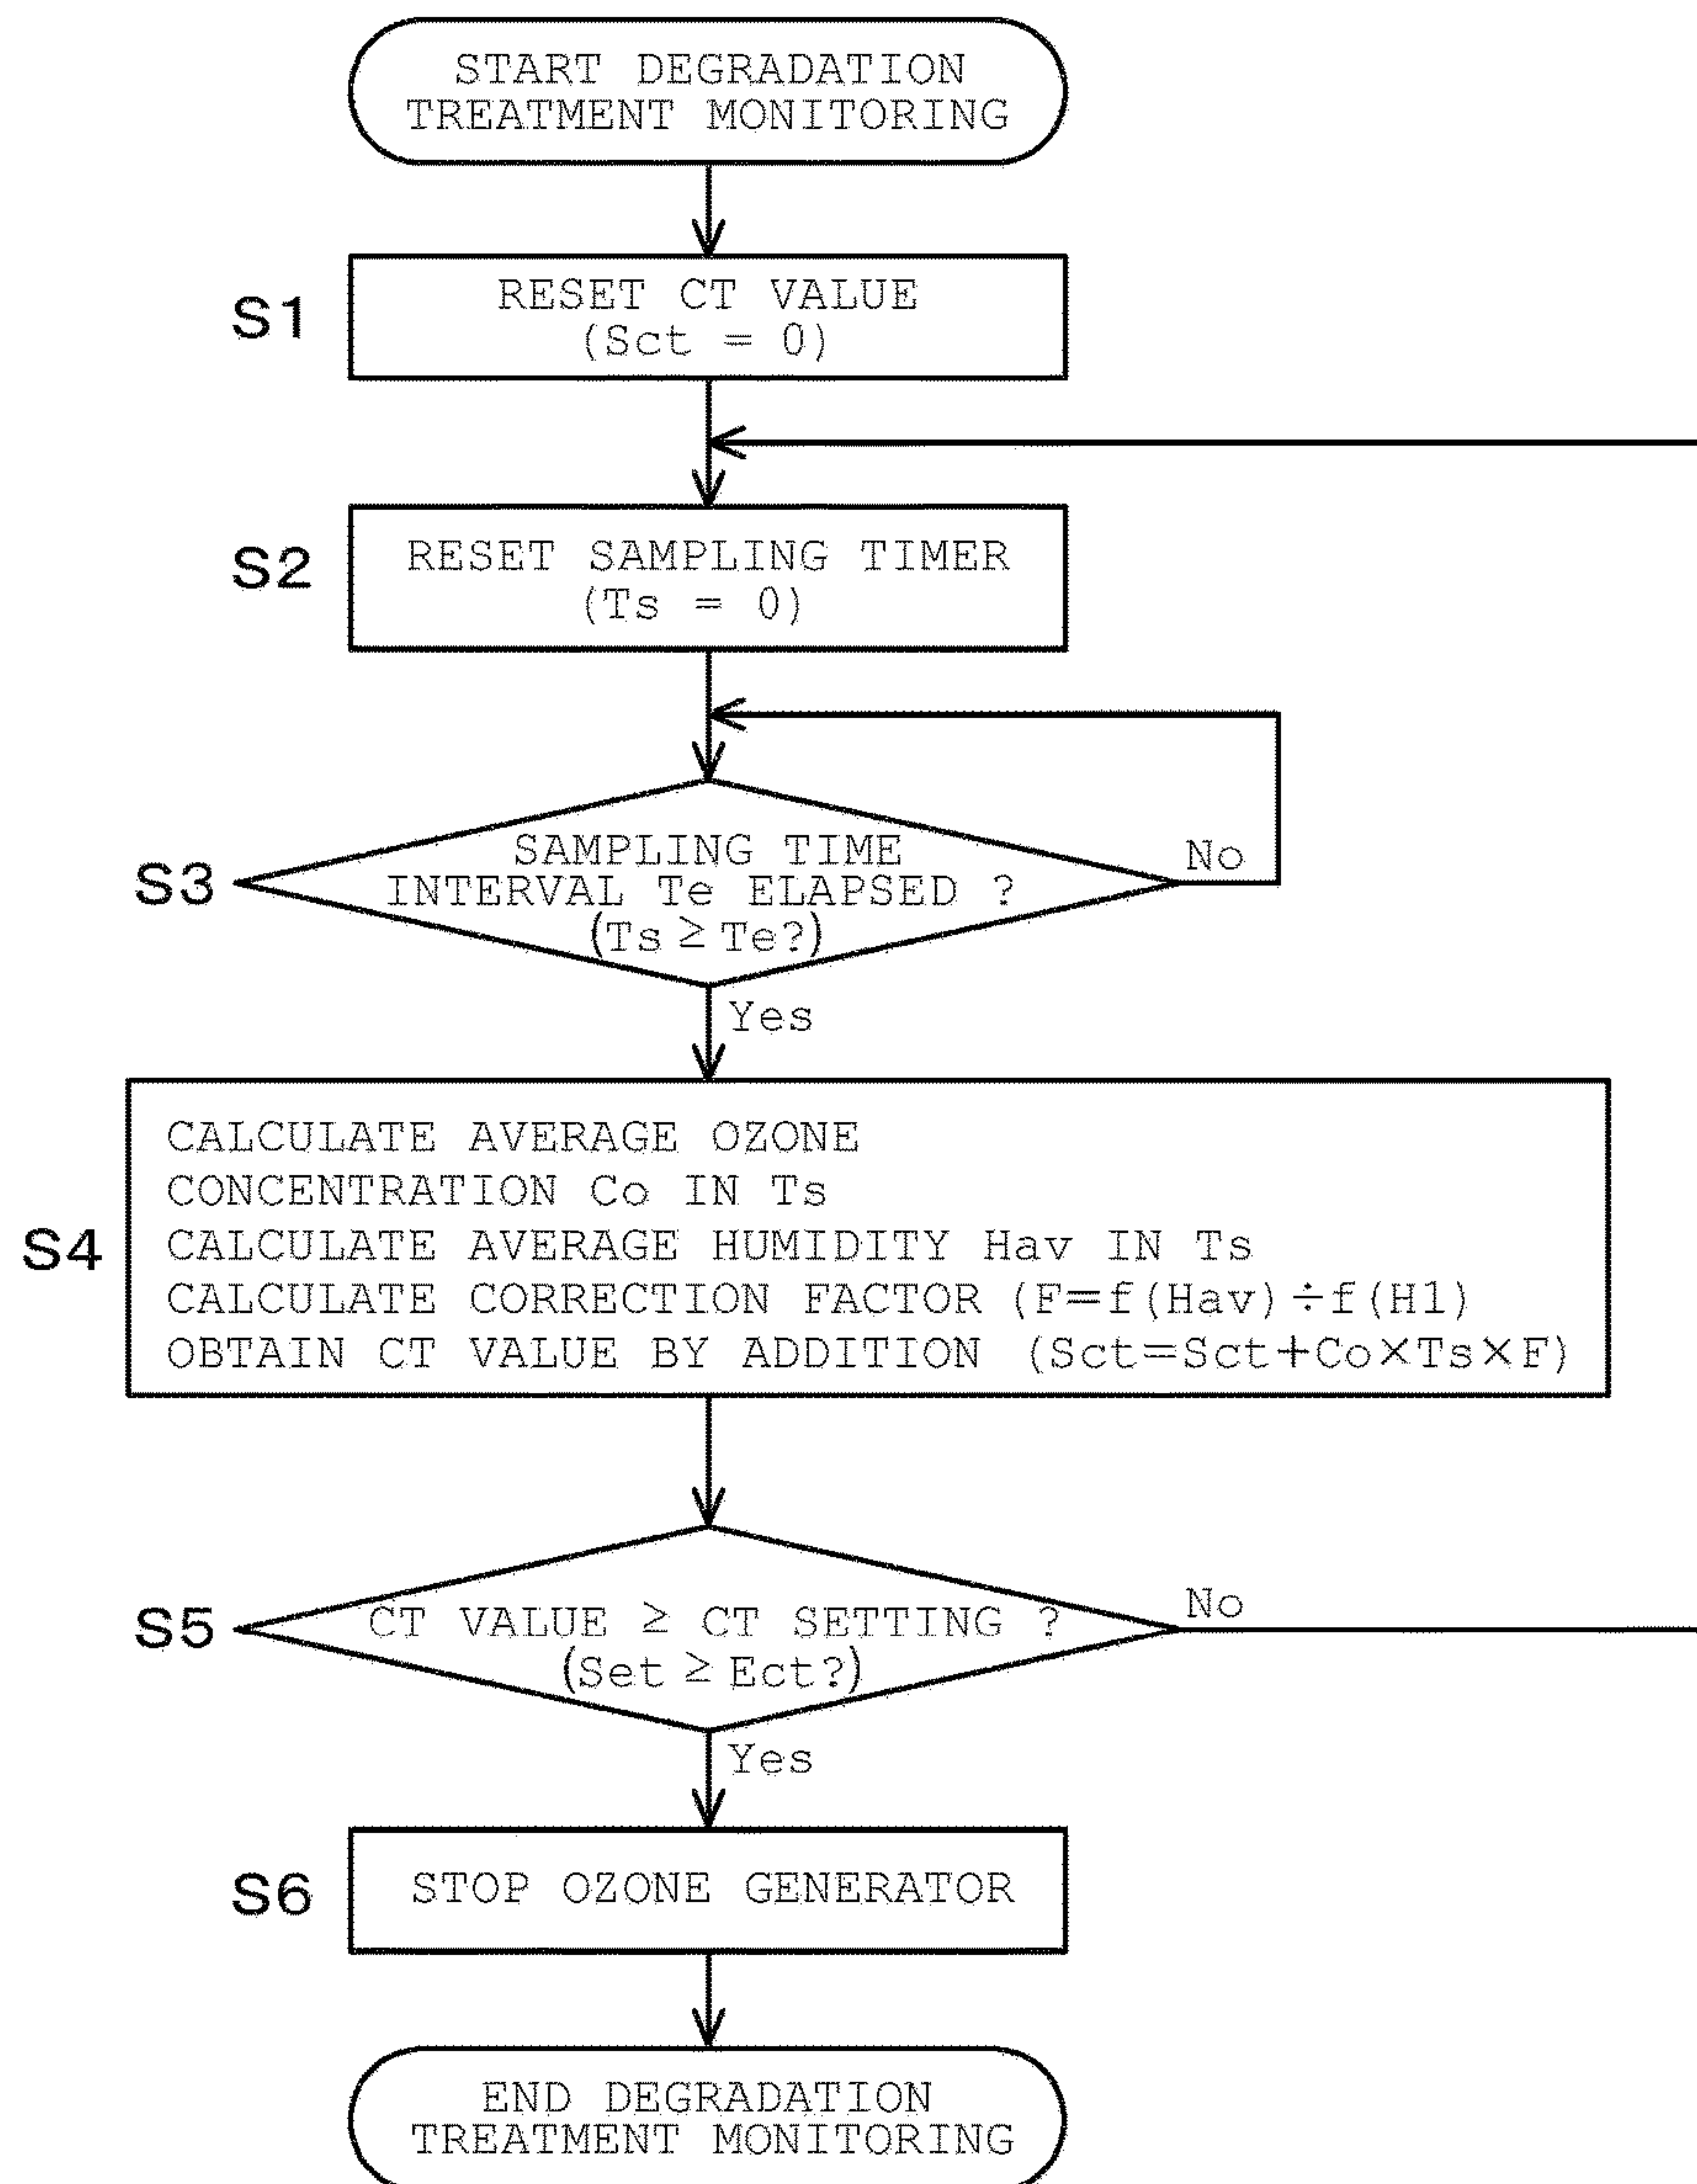 START DEGRADATION
TREATMENT MONITORING
S1
RESET CT VALUE
(Sct = 0)
S2
RESET SAMPLING TIMER
(Ts = 0)
S3
SAMPLING TIME
INTERVAL Te ELAPSED ?
(Ts ≥ Te?)
No
Yes
S4
CALCULATE AVERAGE OZONE
CONCENTRATION Co IN Ts
CALCULATE AVERAGE HUMIDITY Hav IN Ts
CALCULATE CORRECTION FACTOR (F=f(Hav)÷f(H1)
OBTAIN CT VALUE BY ADDITION (Sct=Sct+Co×Ts×F)
S5
CT VALUE ≥ CT SETTING ?
(Set ≥ Ect?)
No
Yes
S6
STOP OZONE GENERATOR
END DEGRADATION
TREATMENT MONITORING